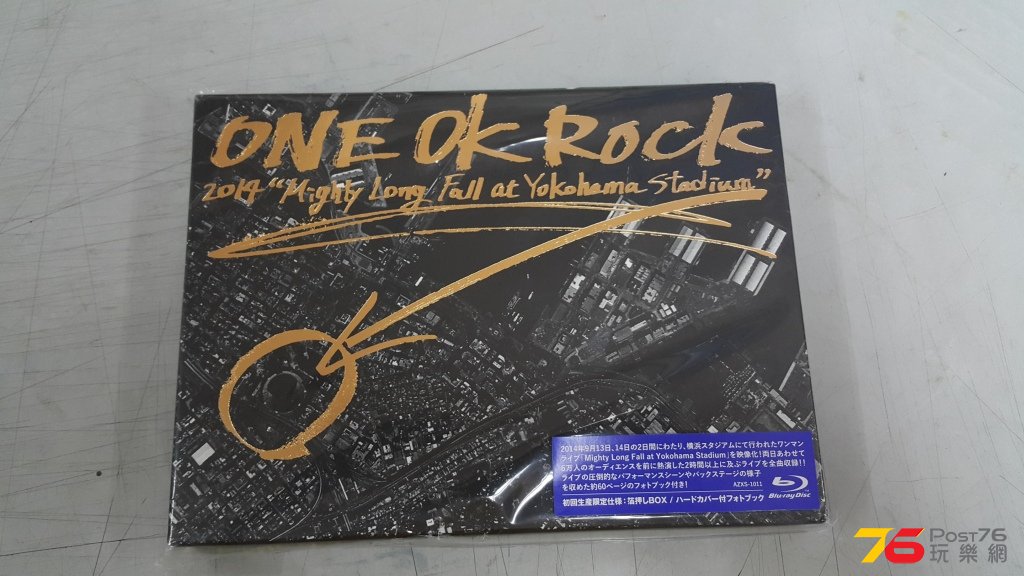 ONE OK ROCK
2014 "Mighty Long Fall at Yokohama Stadium"
2014年9月13日、14日の2日間にわたり、横浜スタジアムにて行われたワンマン
ライブ「Mighty Long Fall at Yokohama Stadium」を映像化!両日あわせて
6万人のオーディエンスを前に熱演した2時間以上に及ぶライブを全曲収録!!
ライブの圧倒的なパフォーマンスシーンやバックステージの様子
を収めた約60ページのフォトブック付き!
AZXS-1011
Blu-ray Disc
初回生産限定仕様:箔押しBOX / ハードカバー付フォトブック
76 Post76
玩樂網